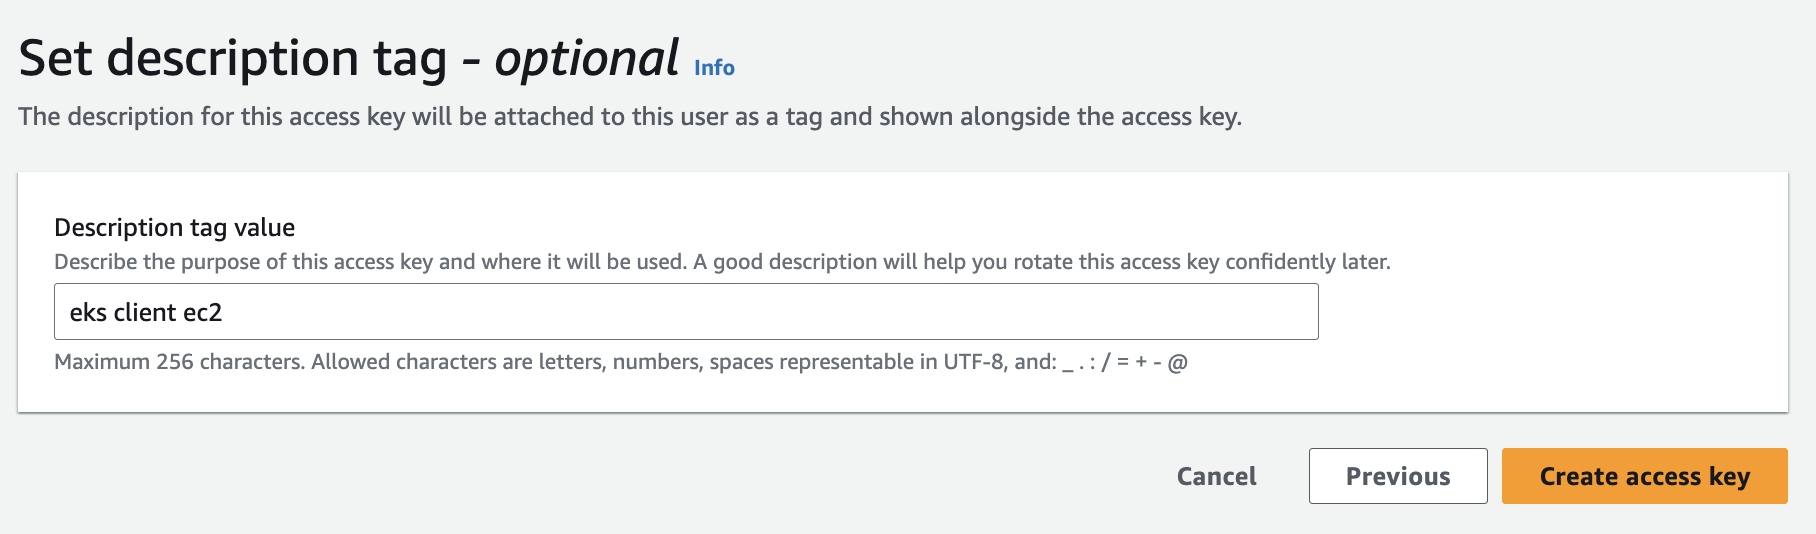 Set description tag - optional Info
The description for this access key will be attached to this user as a tag and shown alongside the access key.
Description tag value
Describe the purpose of this access key and where it will be used. A good description will help you rotate this access key confidently later.
eks client ec2
Maximum 256 characters. Allowed characters are letters, numbers, spaces representable in UTF-8, and: _ . : / = + - @
Cancel Previous Create access key